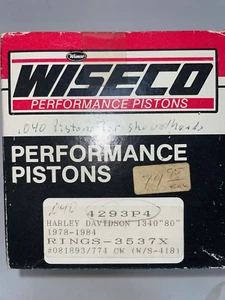 Wiseco
WISECO
PERFORMANCE PISTONS
.040 Pistons for shovelheads
PERFORMANCE
PISTONS
.040
4293P4
HARLEY DAVIDSON 1340"80"
1978-1984
RINGS-3537X
#081893/774 CW (W/S-418)